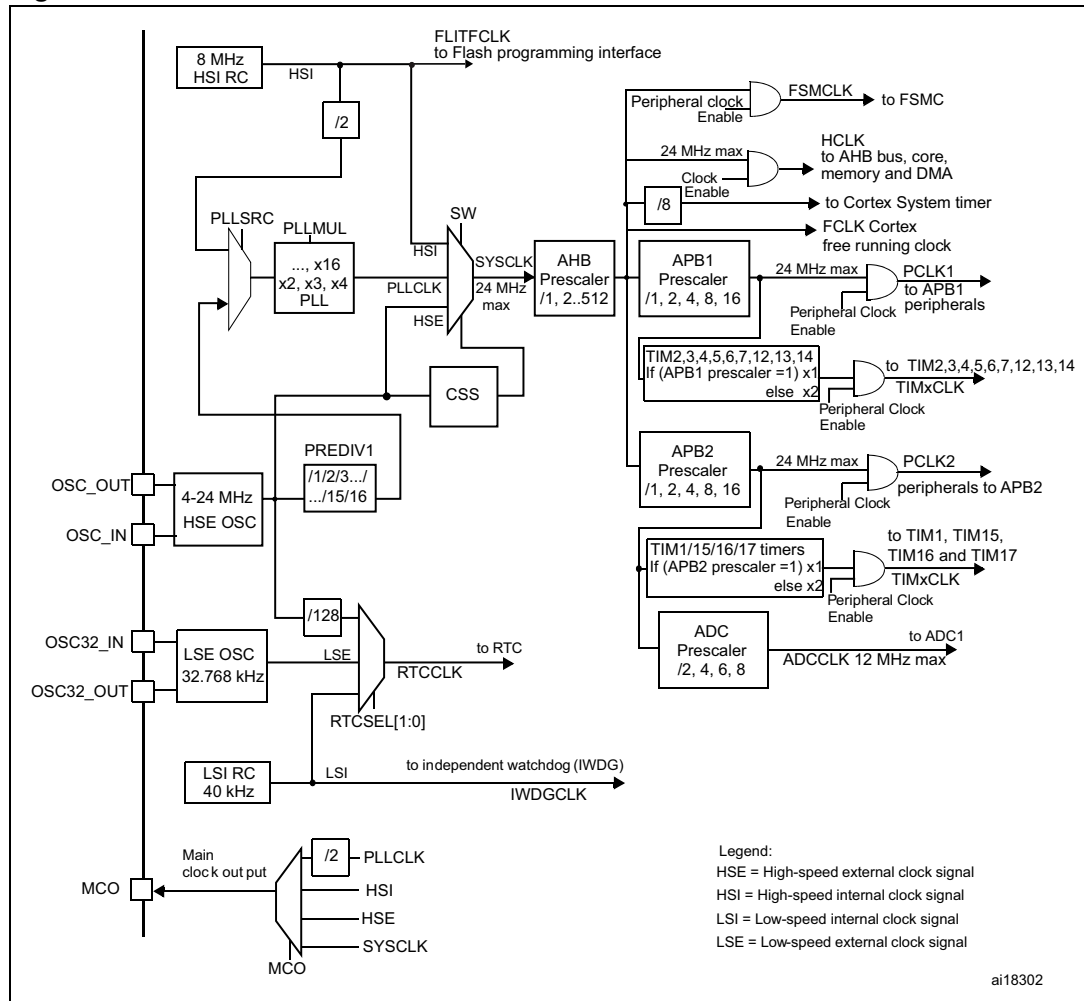 FLITFCLK
to Flash programming interface
8 MHz
HSI RC
HSI
/2
FSMCLK
Peripheral clock
Enable
to FSMC
24 MHz max
HCLK
to AHB bus, core,
memory and DMA
Clock
Enable
/8
to Cortex System timer
FCLK Cortex
free running clock
PLLSRC
PLLMUL
..., x16
x2, x3, x4
PLL
SW
HSI
PLLCLK
HSE
SYSCLK
24 MHz
max
AHB
Prescaler
/1, 2..512
APB1
Prescaler
/1, 2, 4, 8, 16
24 MHz max
PCLK1
to APB1
peripherals
Peripheral Clock
Enable
TIM2,3,4,5,6,7,12,13,14
If (APB1 prescaler =1) x1
else x2
to TIM2,3,4,5,6,7,12,13,14
TIMxCLK
Peripheral Clock
Enable
CSS
PREDIV1
/1/2/3.../
.../15/16
OSC_OUT
OSC_IN
4-24 MHz
HSE OSC
APB2
Prescaler
/1, 2, 4, 8, 16
24 MHz max
PCLK2
peripherals to APB2
Peripheral Clock
Enable
TIM1/15/16/17 timers
If (APB2 prescaler =1) x1
else x2
to TIM1, TIM15,
TIM16 and TIM17
TIMxCLK
Peripheral Clock
Enable
ADC
Prescaler
/2, 4, 6, 8
to ADC1
ADCCLK 12 MHz max
/128
OSC32_IN
OSC32_OUT
LSE OSC
32.768 kHz
LSE
to RTC
RTCCLK
RTCSEL[1:0]
LSI RC
40 kHz
LSI
to independent watchdog (IWDG)
IWDGCLK
MCO
Main
clock output
/2
PLLCLK
HSI
HSE
SYSCLK
MCO
Legend:
HSE = High-speed external clock signal
HSI = High-speed internal clock signal
LSI = Low-speed internal clock signal
LSE = Low-speed external clock signal
ai18302